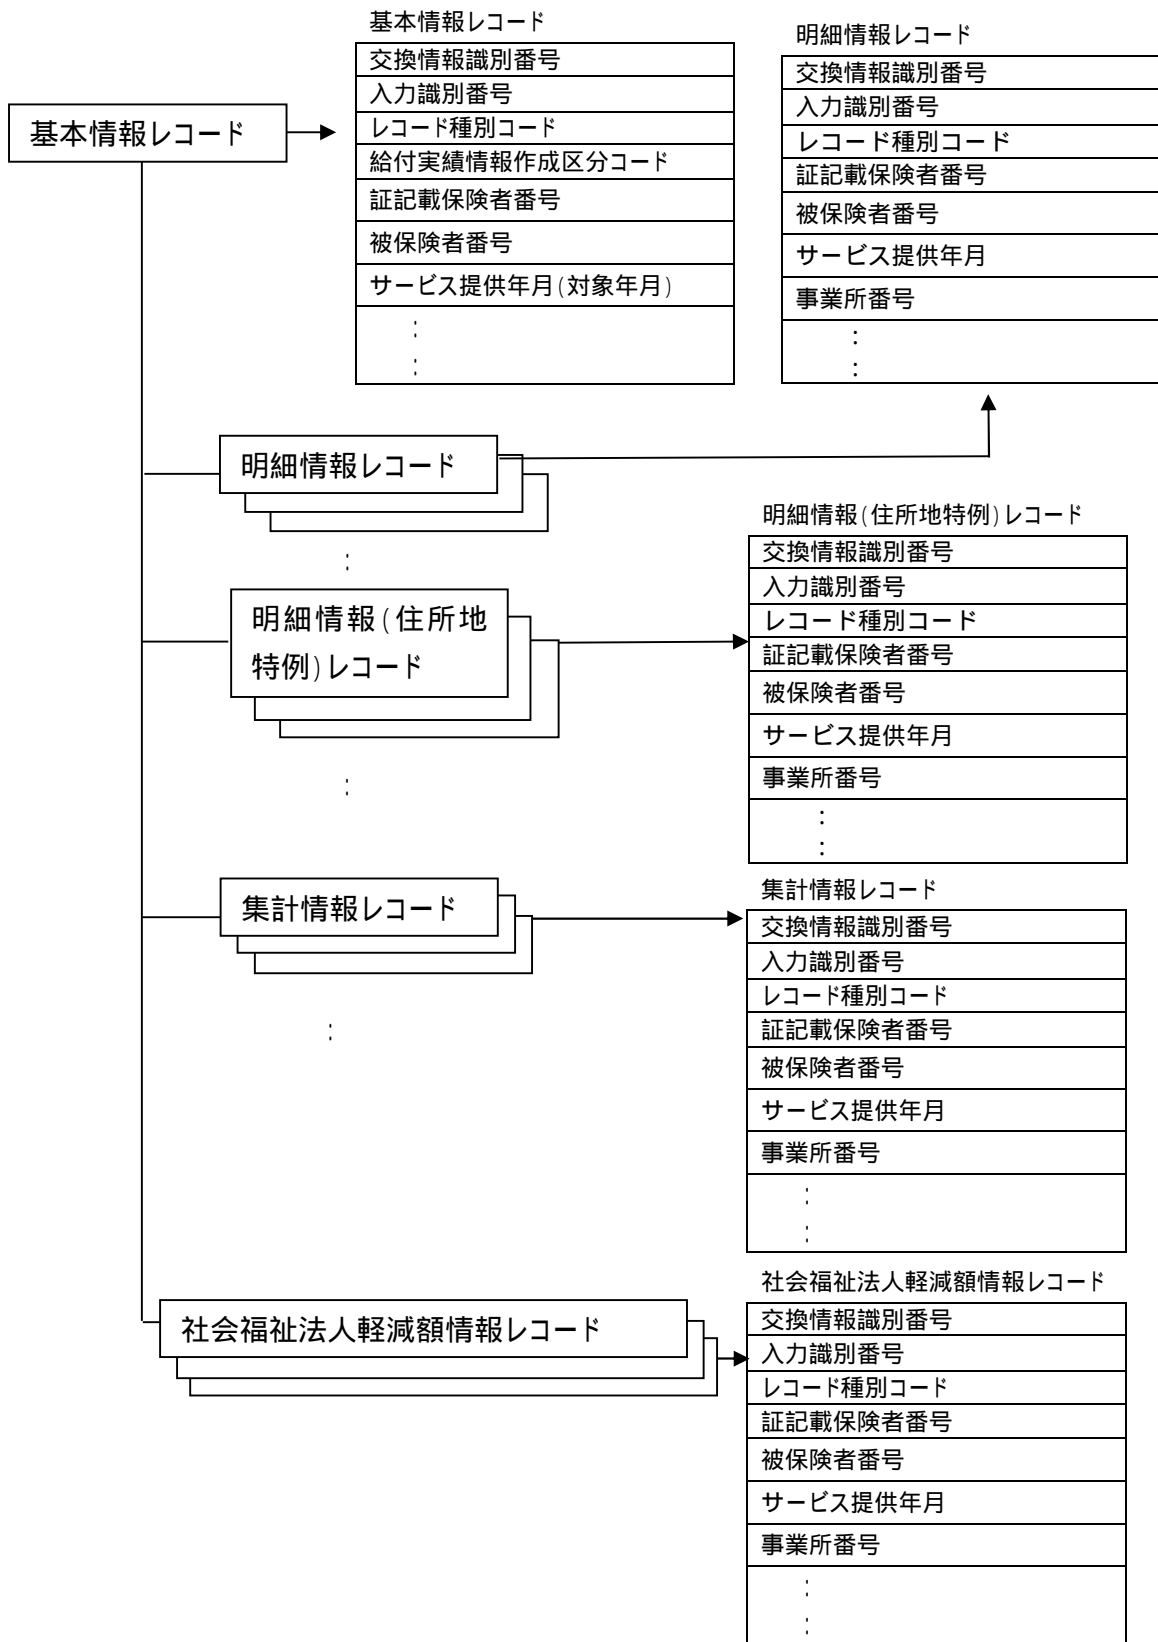 基本情報レコード
基本情報レコード
交換情報識別番号
入力識別番号
レコード種別コード
給付実績情報作成区分コード
証記載保険者番号
被保険者番号
サービス提供年月(対象年月)
:
:
明細情報レコード
交換情報識別番号
入力識別番号
レコード種別コード
証記載保険者番号
被保険者番号
サービス提供年月
事業所番号
:
:
明細情報レコード
:
明細情報(住所地
特例)レコード
:
明細情報(住所地特例)レコード
交換情報識別番号
入力識別番号
レコード種別コード
証記載保険者番号
被保険者番号
サービス提供年月
事業所番号
:
:
集計情報レコード
:
集計情報レコード
交換情報識別番号
入力識別番号
レコード種別コード
証記載保険者番号
被保険者番号
サービス提供年月
事業所番号
:
:
社会福祉法人軽減額情報レコード
社会福祉法人軽減額情報レコード
交換情報識別番号
入力識別番号
レコード種別コード
証記載保険者番号
被保険者番号
サービス提供年月
事業所番号
:
: